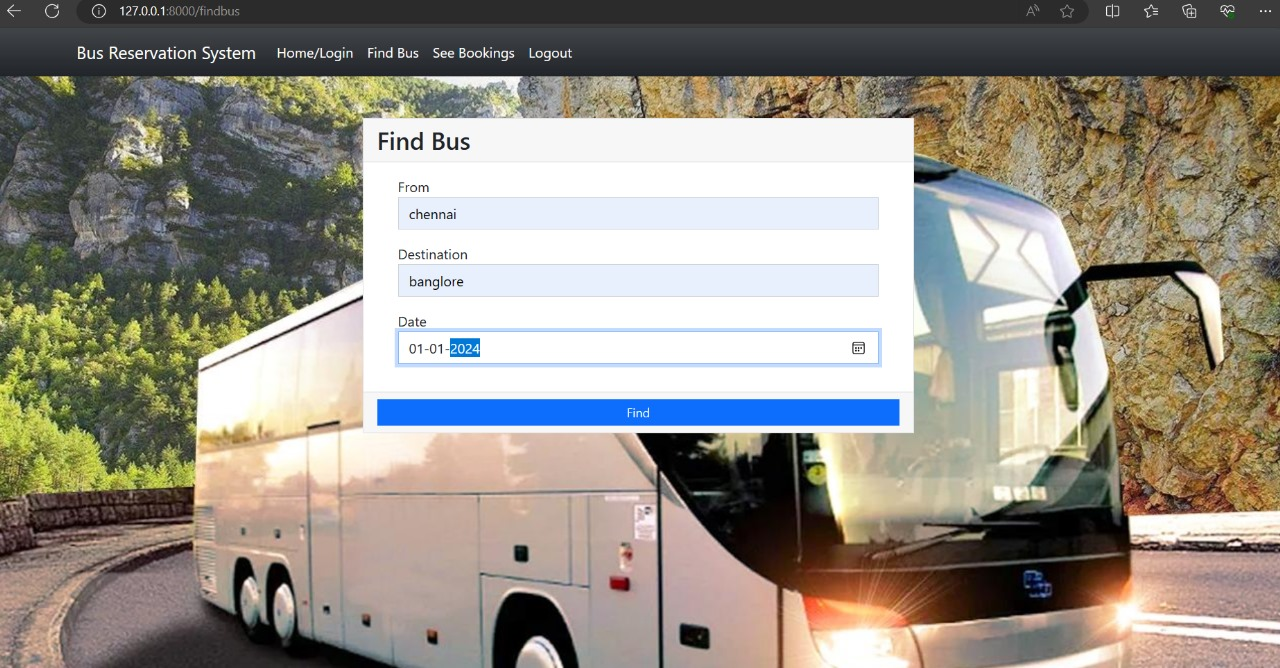 127.0.0.1:8000/findbus
Bus Reservation System Home/Login Find Bus See Bookings Logout
Find Bus
From
chennai
Destination
banglore
Date
01-01-2024
Find